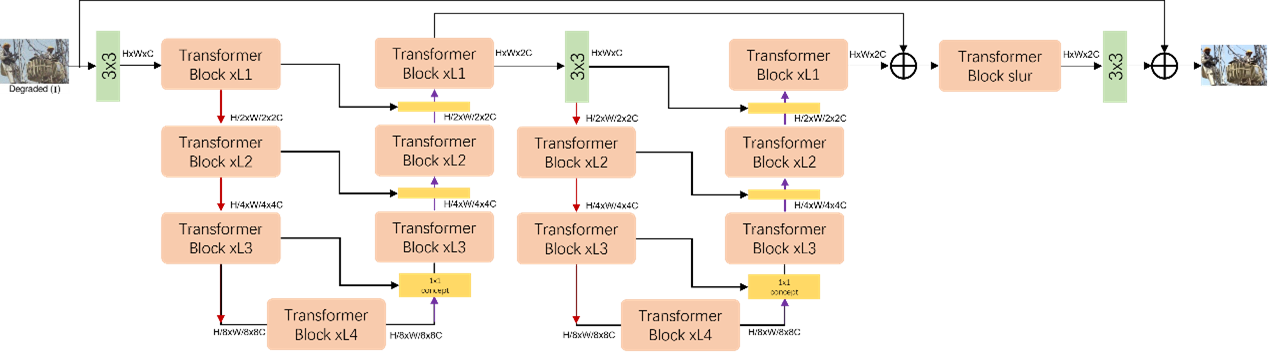 Degraded (I)
3x3
HxWxC
Transformer
Block xL1
H/2xW/2x2C
Transformer
Block xL2
H/4xW/4x4C
Transformer
Block xL3
H/8xW/8x8C
Transformer
Block xL4
H/8xW/8x8C
1x1
concept
Transformer
Block xL3
H/4xW/4x4C
Transformer
Block xL2
H/2xW/2x2C
Transformer
Block xL1
HxWx2C
3x3
HxWxC
H/2xW/2x2C
Transformer
Block xL2
H/4xW/4x4C
Transformer
Block xL3
H/8xW/8x8C
Transformer
Block xL4
H/8xW/8x8C
1x1
concept
Transformer
Block xL3
H/4xW/4x4C
Transformer
Block xL2
H/2xW/2x2C
Transformer
Block xL1
HxWx2C
Transformer
Block slur
HxWx2C
3x3